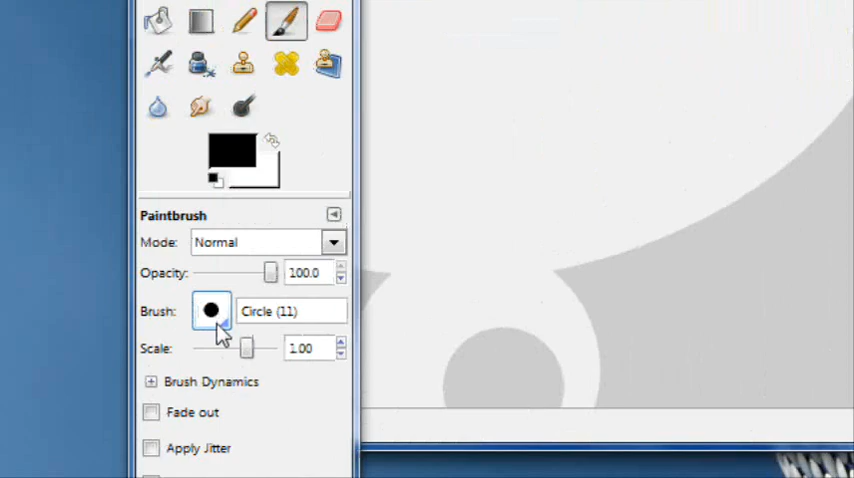 Paintbrush
Mode: Normal
Opacity: 100.0
Brush: Circle (11)
Scale: 1.00
Brush Dynamics
Fade out
Apply Jitter